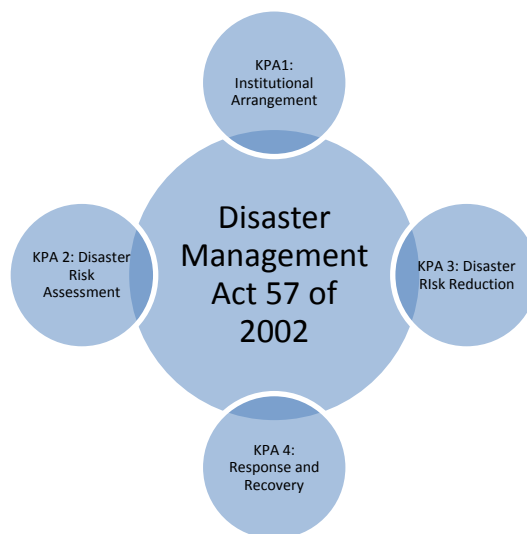 KPA1:
Institutional
Arrangement
Disaster
Management
Act 57 of
2002
KPA 2: Disaster
Risk
Assessment
KPA 3: Disaster
RIsk Reduction
KPA 4:
Response and
Recovery